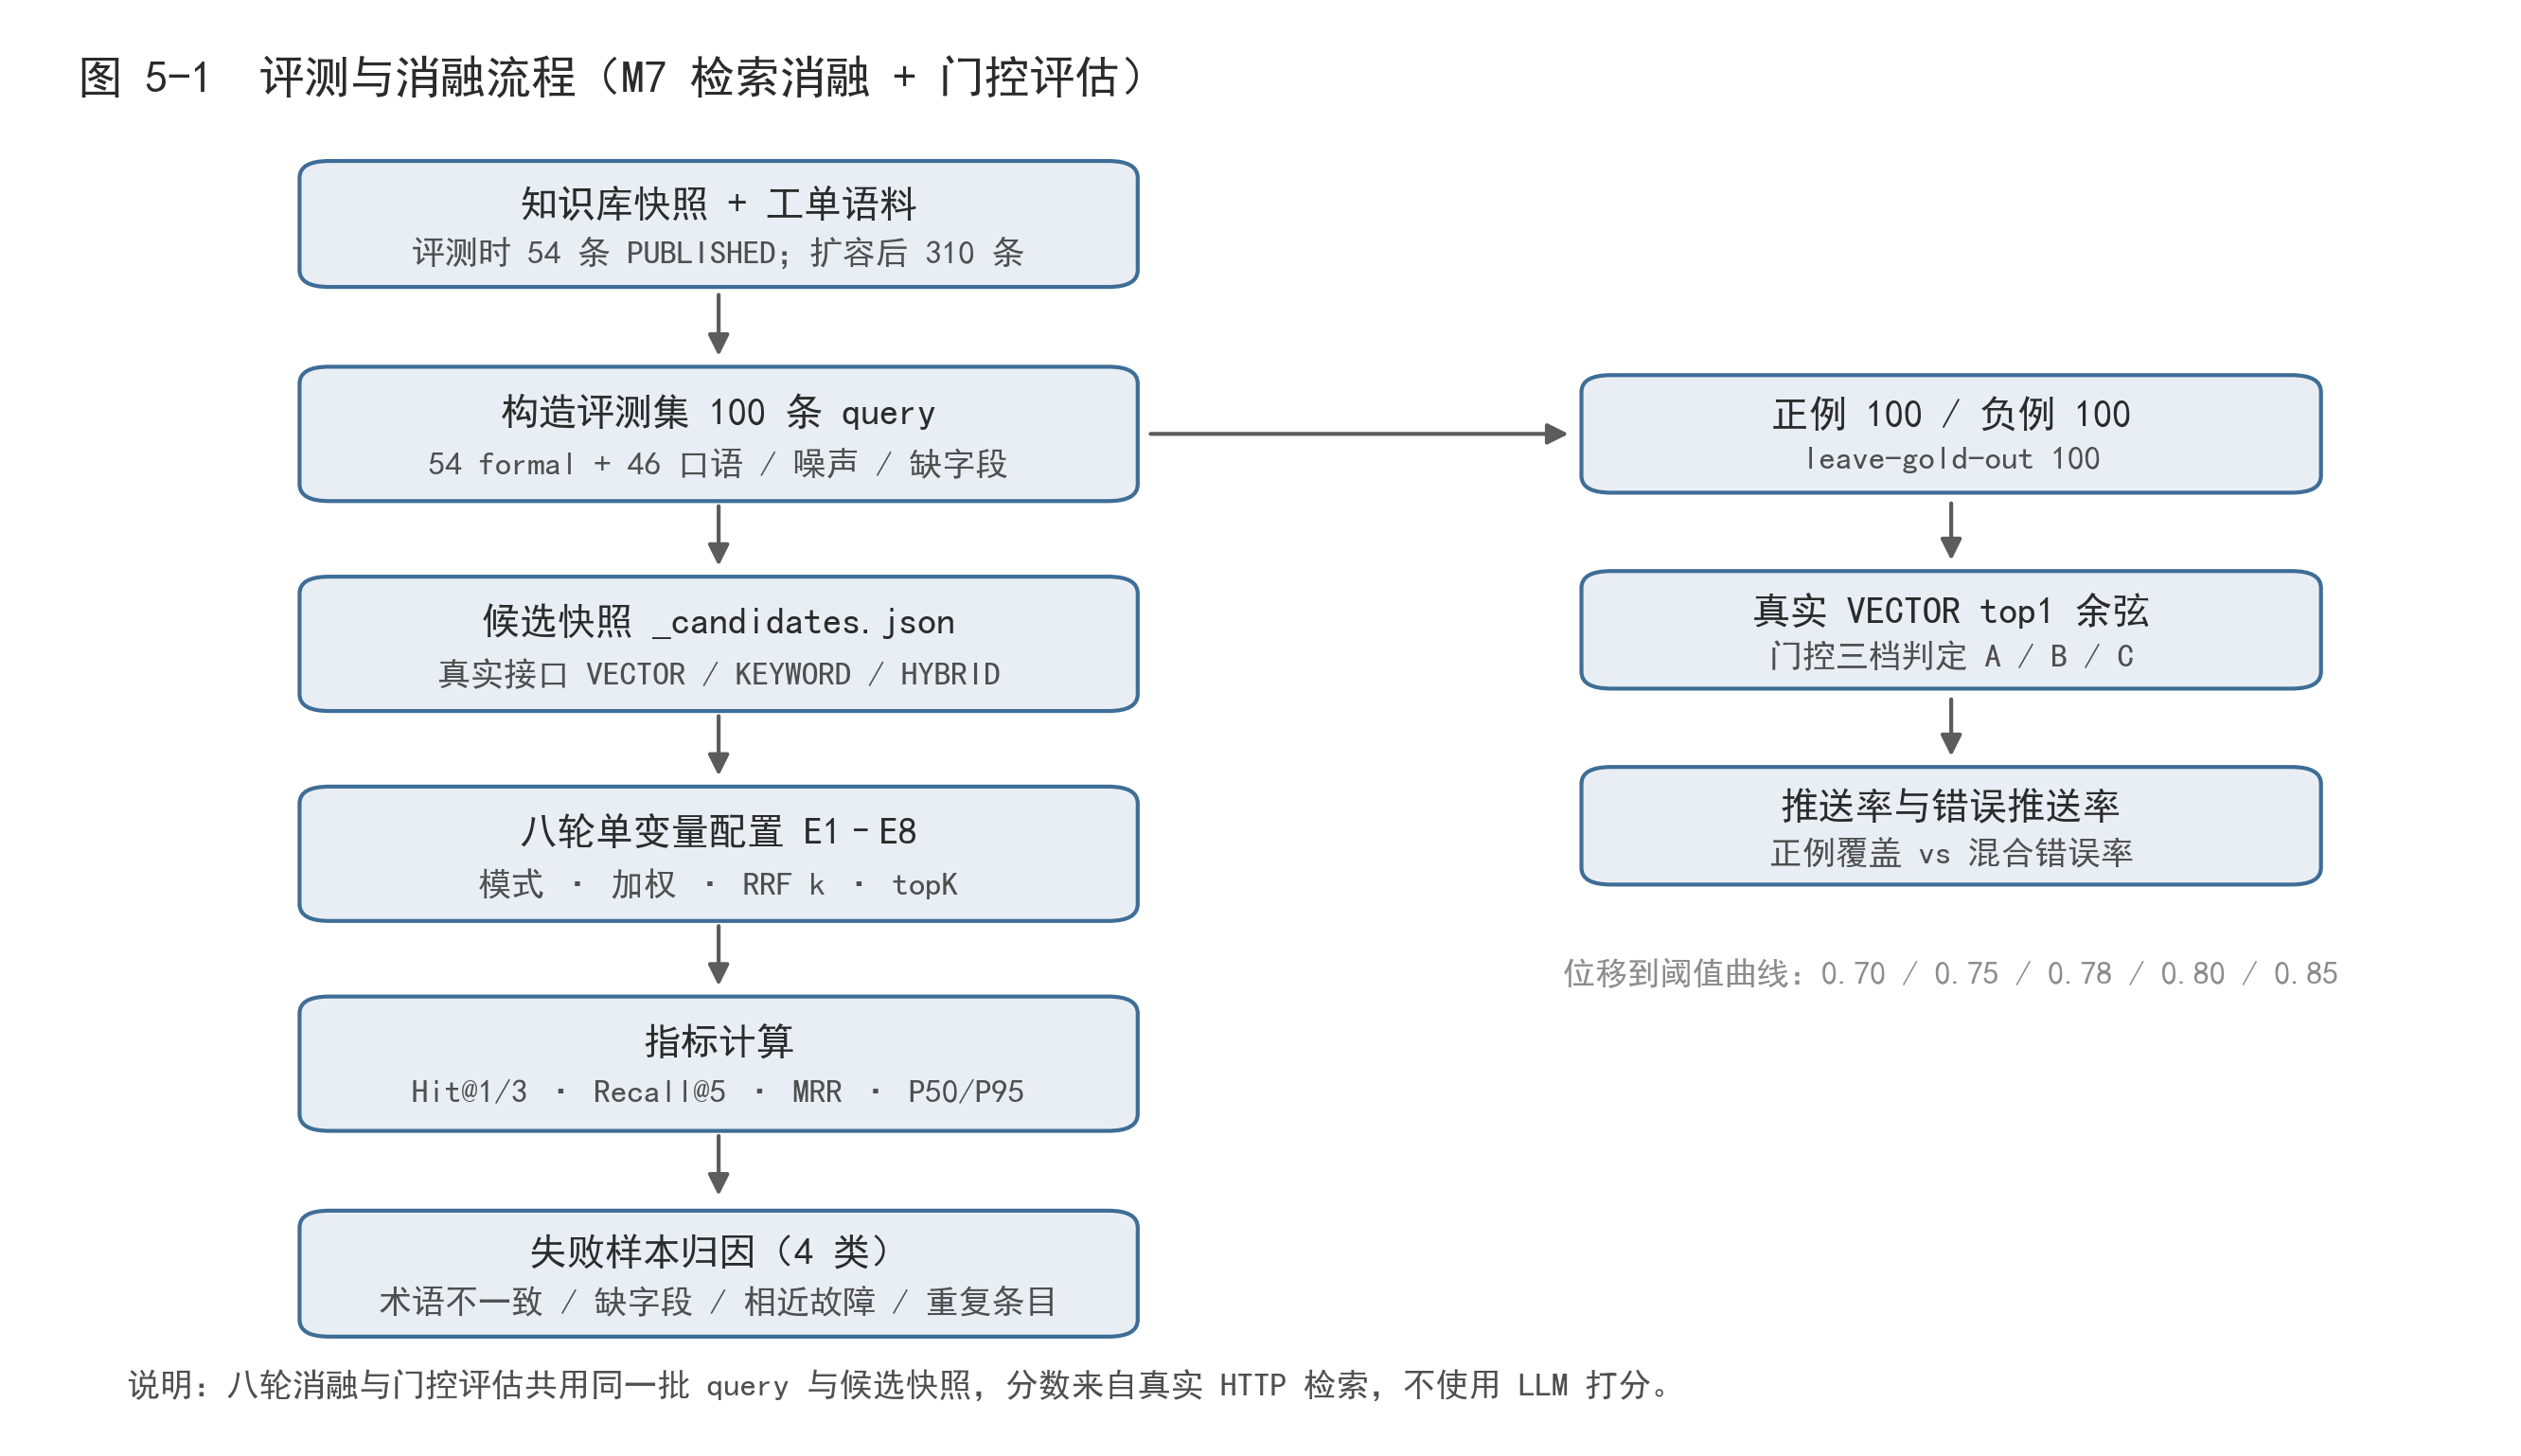 图 5-1 评测与消融流程（M7 检索消融 + 门控评估）
知识库快照 + 工单语料
评测时 54 条 PUBLISHED；扩容后 310 条
构造评测集 100 条 query
54 formal + 46 口语 / 噪声 / 缺字段
候选快照 _candidates.json
真实接口 VECTOR / KEYWORD / HYBRID
八轮单变量配置 E1–E8
模式 · 加权 · RRF k · topK
指标计算
Hit@1/3 · Recall@5 · MRR · P50/P95
失败样本归因（4 类）
术语不一致 / 缺字段 / 相近故障 / 重复条目
正例 100 / 负例 100
leave-gold-out 100
真实 VECTOR top1 余弦
门控三档判定 A / B / C
推送率与错误推送率
正例覆盖 vs 混合错误率
位移到阈值曲线：0.70 / 0.75 / 0.78 / 0.80 / 0.85
说明：八轮消融与门控评估共用同一批 query 与候选快照，分数来自真实 HTTP 检索，不使用 LLM 打分。